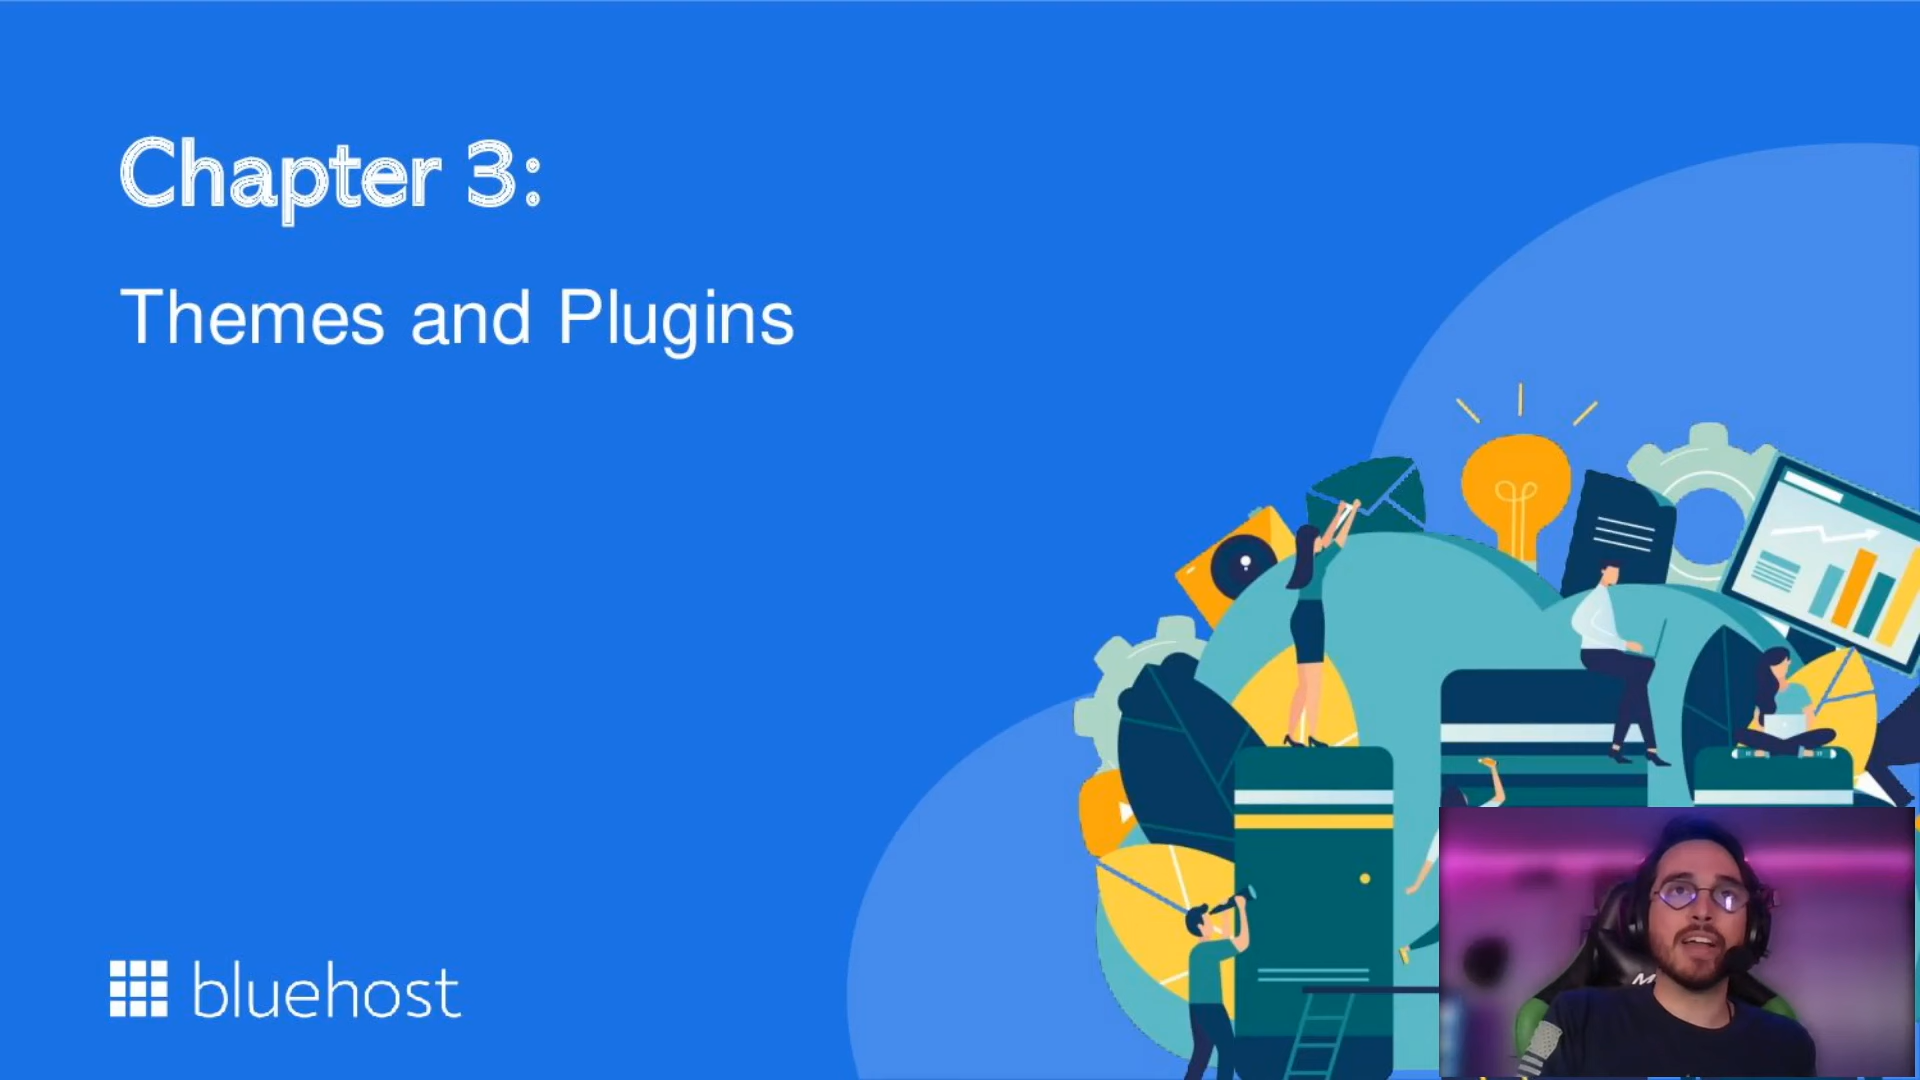 Chapter 3:
Themes and Plugins
bluehost